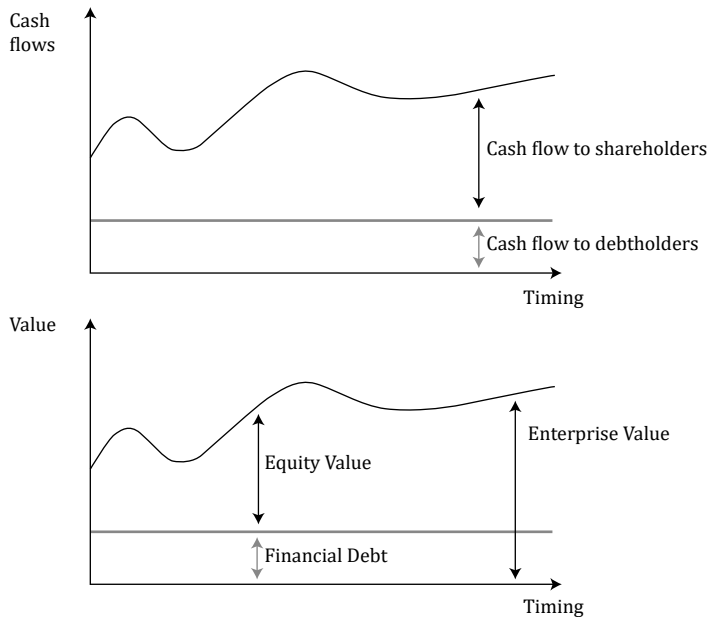 Cash
flows
Cash flow to shareholders
Cash flow to debtholders
Timing
Value
Enterprise Value
Equity Value
Financial Debt
Timing